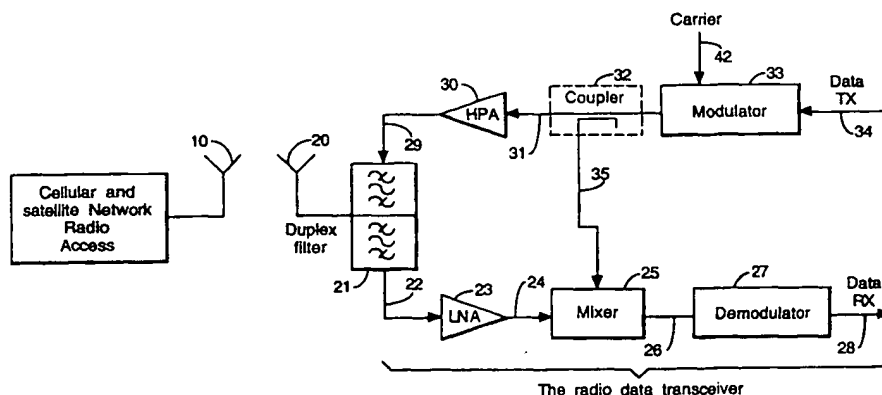 Carrier
42
32
33
30
Coupler
Data
TX
HPA
Modulator
10
20
29
31
34
35
Cellular and
satellite Network
Radio
Access
Duplex
filter
21
22
23
24
25
27
Data
RX
LNA
Mixer
Demodulator
26
28
The radio data transceiver